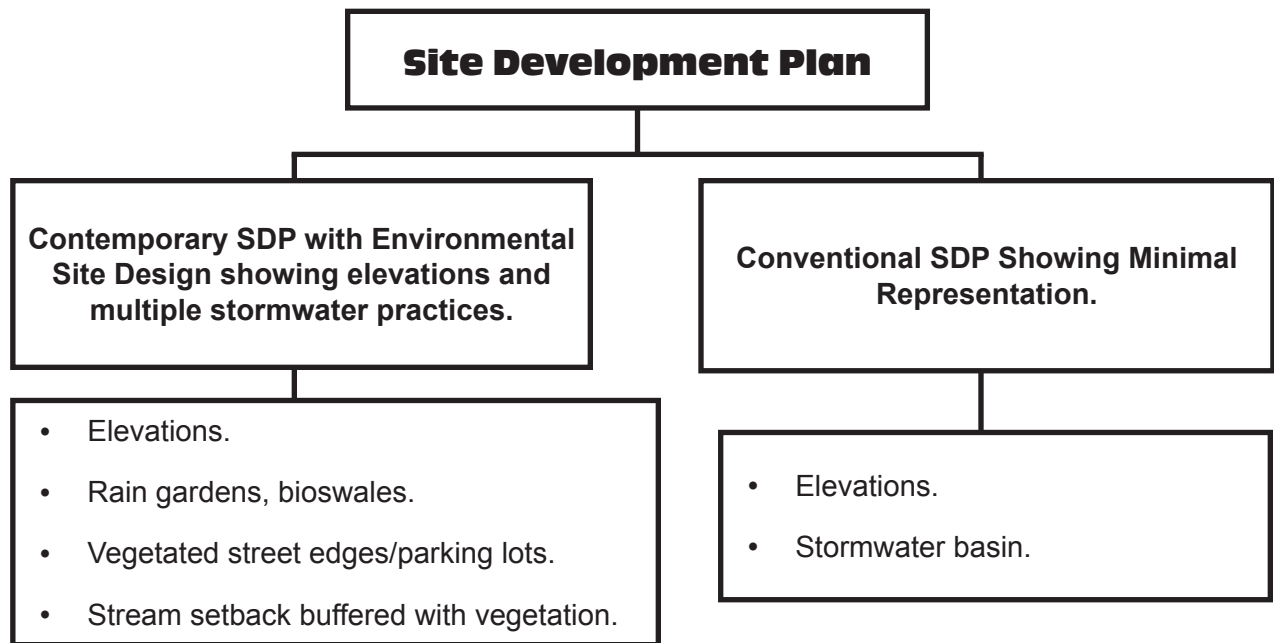 Site Development Plan
Contemporary SDP with Environmental
Site Design showing elevations and
multiple stormwater practices.
• Elevations.
• Rain gardens, bioswales.
• Vegetated street edges/parking lots.
• Stream setback buffered with vegetation.
Conventional SDP Showing Minimal
Representation.
• Elevations.
• Stormwater basin.